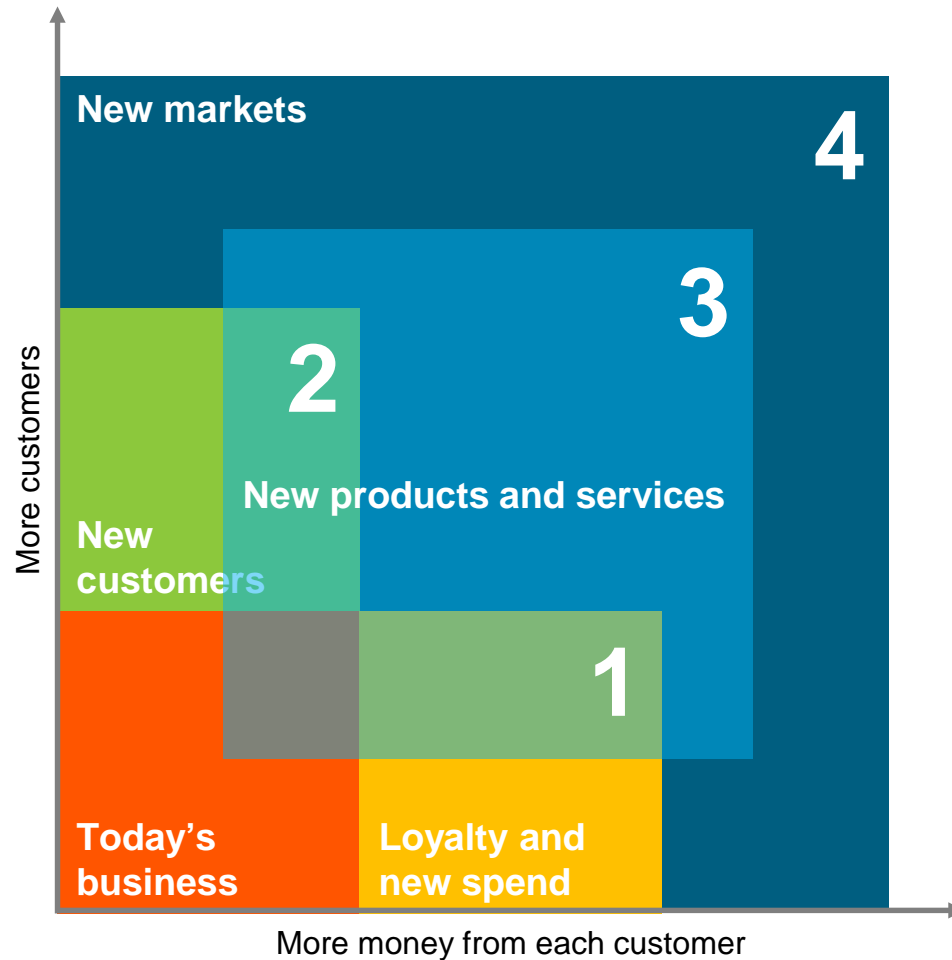 New markets
4
3
2
New products and services
More customers
New
customers
1
Today’s
business
Loyalty and
new spend
More money from each customer